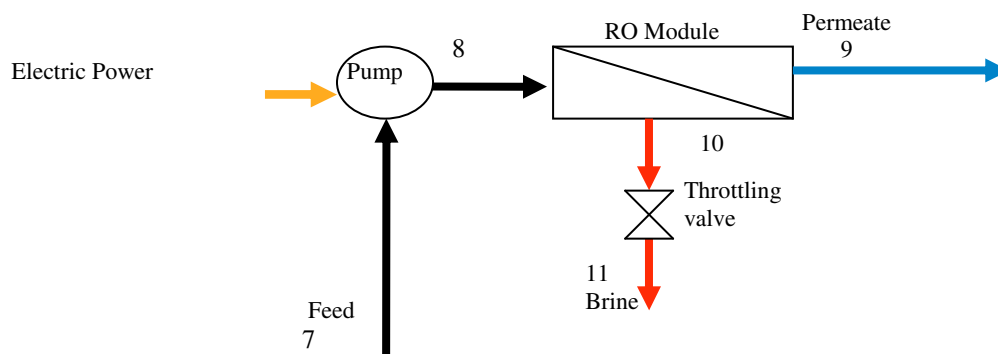 RO Module
Permeate
9
8
Electric Power
Pump
10
Throttling
valve
11
Brine
Feed
7